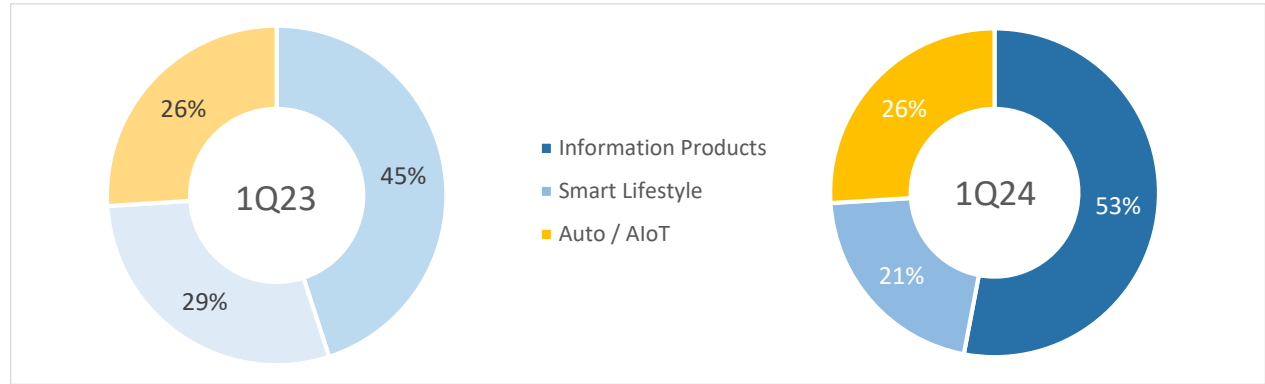 26%
45%
1Q23
29%
Information Products
Smart Lifestyle
Auto / AIoT
26%
1Q24
53%
21%